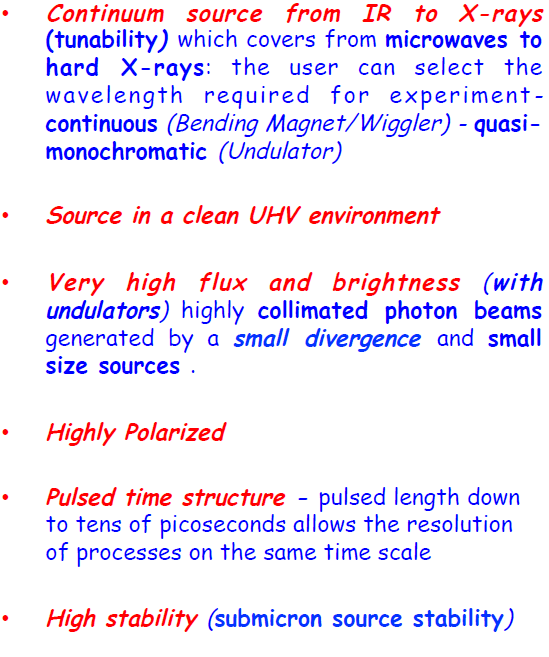 • Continuum source from IR to X-rays
(tunability) which covers from microwaves to
hard X-rays: the user can select the
wavelength required for experiment-
continuous (Bending Magnet/Wiggler) - quasi-
monochromatic (Undulator)
• Source in a clean UHV environment
• Very high flux and brightness (with
undulators) highly collimated photon beams
generated by a small divergence and small
size sources .
• Highly Polarized
• Pulsed time structure - pulsed length down
to tens of picoseconds allows the resolution
of processes on the same time scale
• High stability (submicron source stability)